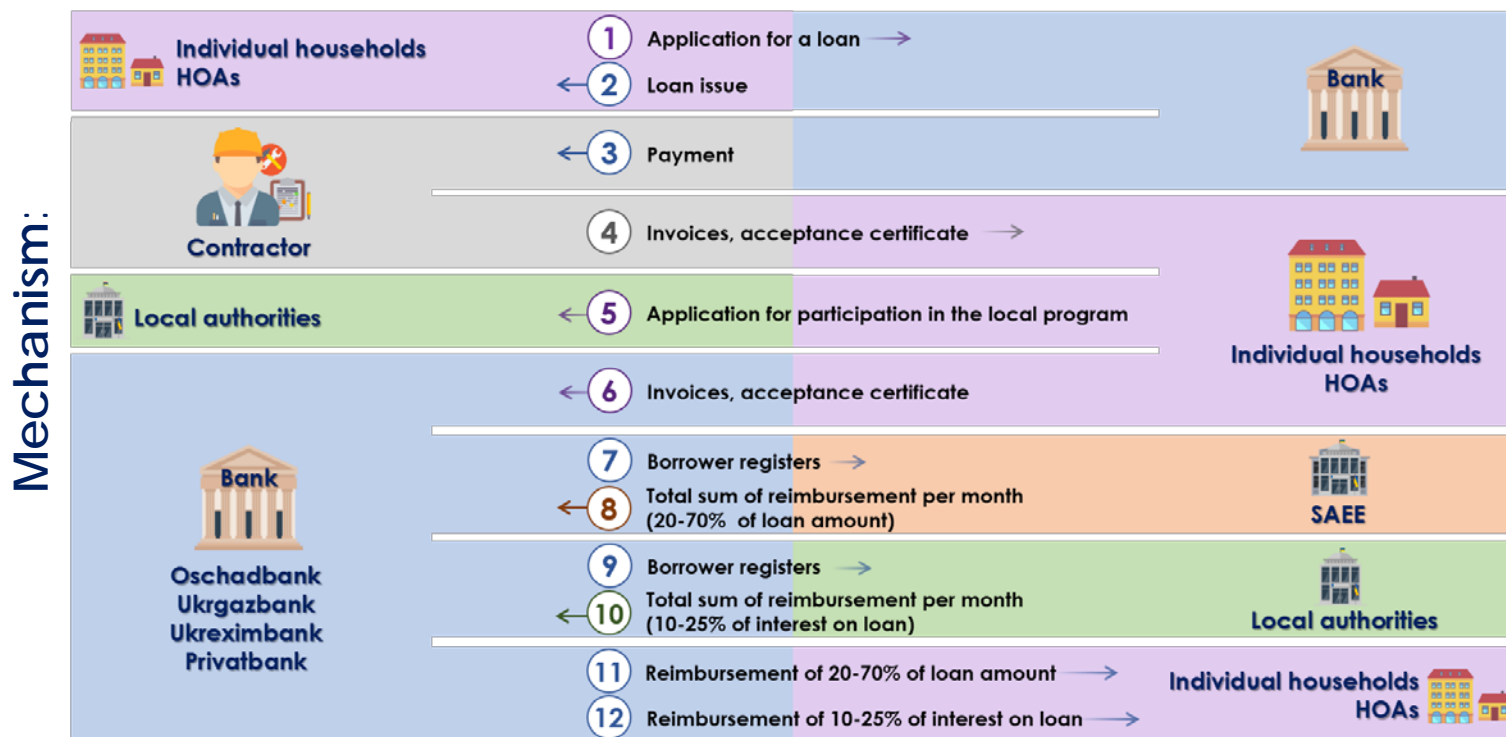 Mechanism:
Individual households
HOAs
1 Application for a loan
2 Loan issue
Bank
Contractor
3 Payment
4 Invoices, acceptance certificate
Local authorities
5 Application for participation in the local program
Individual households
HOAs
6 Invoices, acceptance certificate
Bank
Oschadbank
Ukrgazbank
Ukreximbank
Privatbank
7 Borrower registers
8 Total sum of reimbursement per month
(20-70% of loan amount)
SAEE
9 Borrower registers
10 Total sum of reimbursement per month
(10-25% of interest on loan)
Local authorities
11 Reimbursement of 20-70% of loan amount
12 Reimbursement of 10-25% of interest on loan
Individual households
HOAs